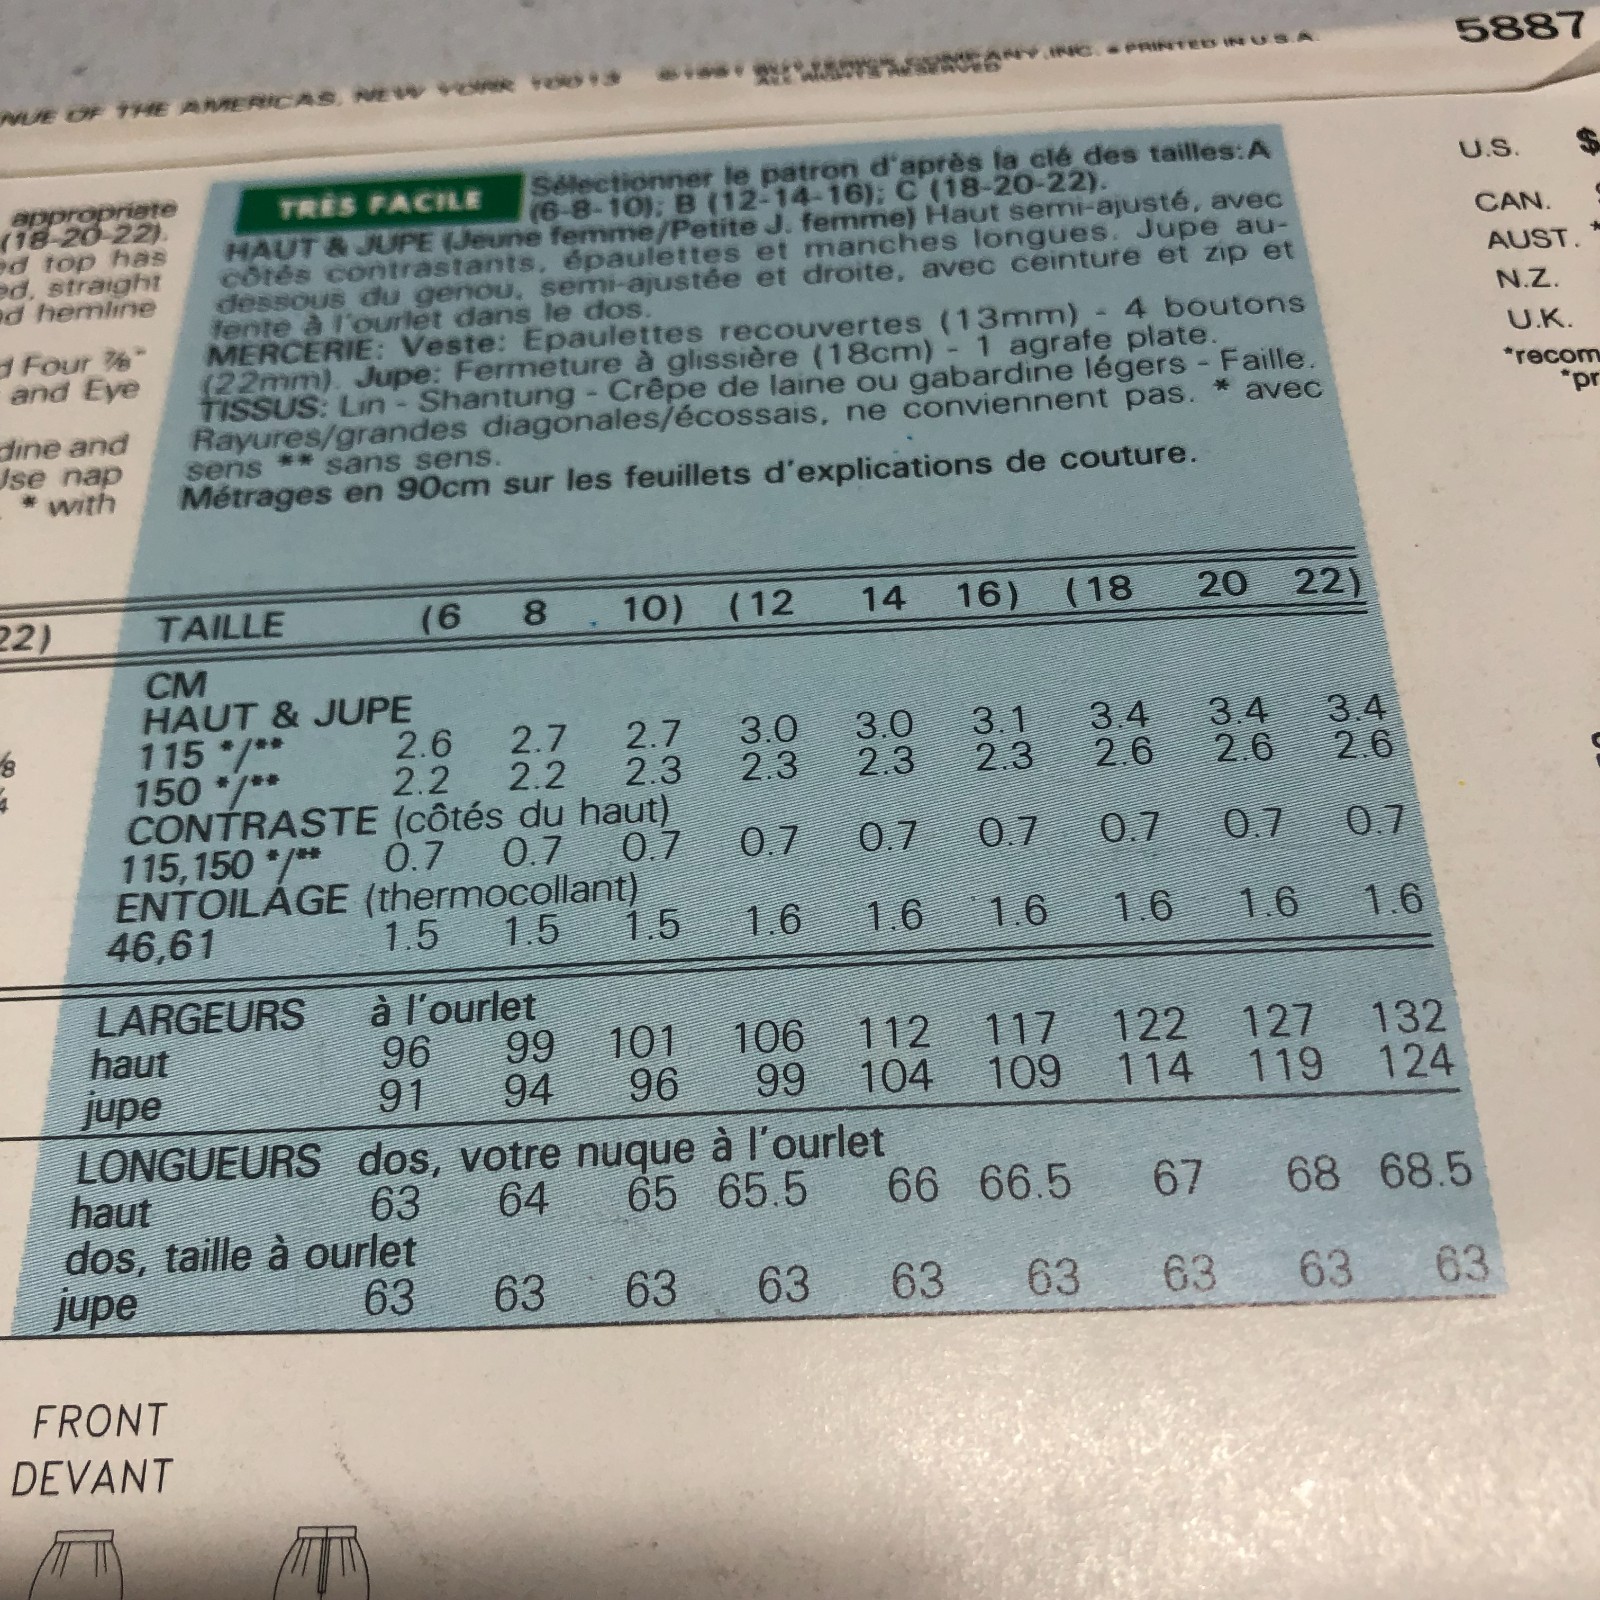 5887
NUE OF THE AMERICAS, NEW YORK 10013 ©1991 BUTTERICK COMPANY, INC. • PRINTED IN U.S.A.
ALL RIGHTS RESERVED
appropriate
(18-20-22).
ed top has
ed, straight
nd hemline
d Four 7/8"
and Eye
dine and
Use nap
* with
22)
TRÈS FACILE Sélectionner le patron d'après la clé des tailles: A
(6-8-10); B (12-14-16); C (18-20-22).
HAUT & JUPE (Jeune femme/Petite J. femme) Haut semi-ajusté, avec
côtés contrastants, épaulettes et manches longues. Jupe au-
dessous du genou, semi-ajustée et droite, avec ceinture et zip et
fente à l'ourlet dans le dos.
MERCERIE: Veste: Epaulettes recouvertes (13mm) - 4 boutons
(22mm). Jupe: Fermeture à glissière (18cm) - 1 agrafe plate.
TISSUS: Lin - Shantung - Crêpe de laine ou gabardine légers - Faille.
Rayures/grandes diagonales/écossais, ne conviennent pas. * avec
sens ** sans sens.
Métrages en 90cm sur les feuillets d'explications de couture.
TAILLE (6 8 10) (12 14 16) (18 20 22)
CM
HAUT & JUPE
115 */** 2.6 2.7 2.7 3.0 3.0 3.1 3.4 3.4 3.4
150 */** 2.2 2.2 2.3 2.3 2.3 2.3 2.6 2.6 2.6
CONTRASTE (côtés du haut)
115,150 */** 0.7 0.7 0.7 0.7 0.7 0.7 0.7 0.7 0.7
ENTOILAGE (thermocollant)
46,61 1.5 1.5 1.5 1.6 1.6 1.6 1.6 1.6 1.6
LARGEURS à l'ourlet
haut 96 99 101 106 112 117 122 127 132
jupe 91 94 96 99 104 109 114 119 124
LONGUEURS dos, votre nuque à l'ourlet
haut 63 64 65 65.5 66 66.5 67 68 68.5
dos, taille à ourlet
jupe 63 63 63 63 63 63 63 63 63
U.S. $
CAN.
AUST. *
N.Z.
U.K.
*recom
*pr
FRONT
DEVANT